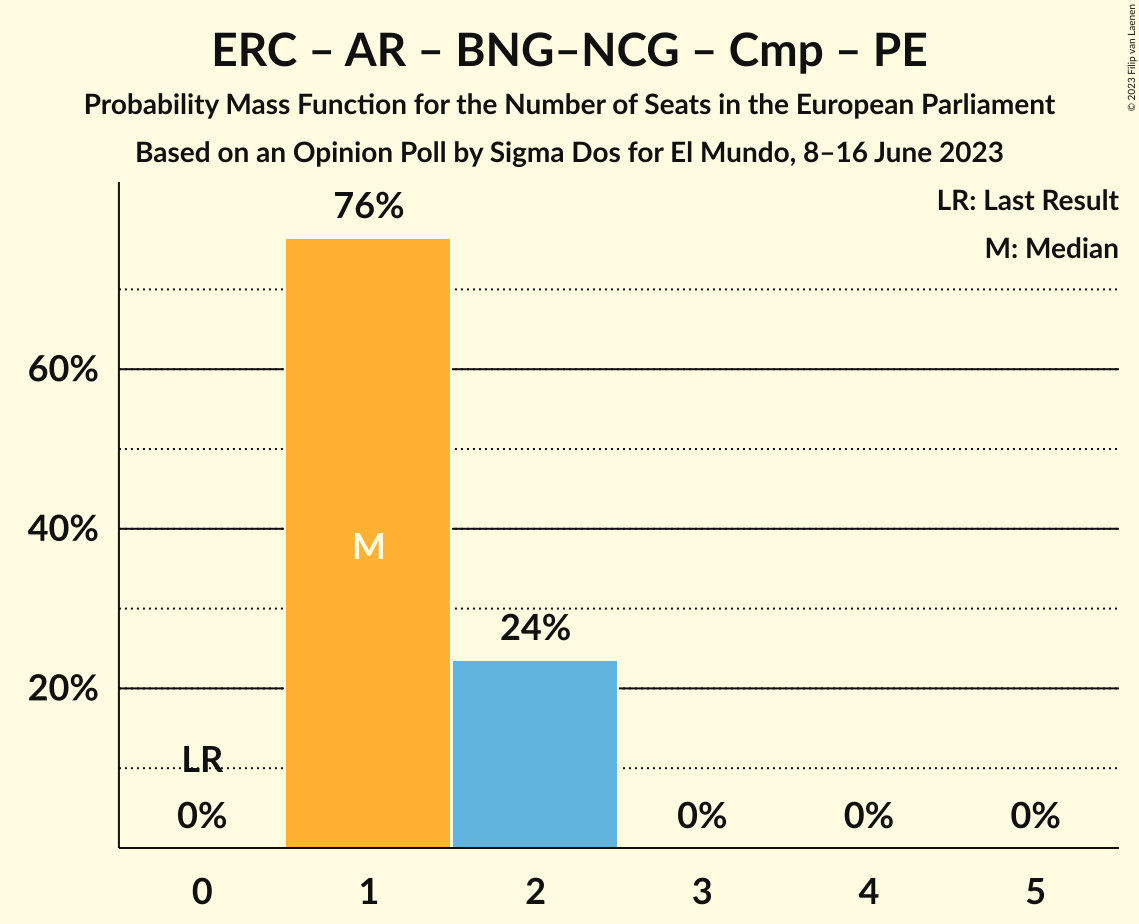 ERC – AR – BNG–NCG – Cmp – PE
Probability Mass Function for the Number of Seats in the European Parliament
Based on an Opinion Poll by Sigma Dos for El Mundo, 8–16 June 2023
© 2023 Filip van Laenen
LR: Last Result
M: Median
76%
60%
40%
M
24%
20%
LR
0%
0%
0%
0%
0 1 2 3 4 5